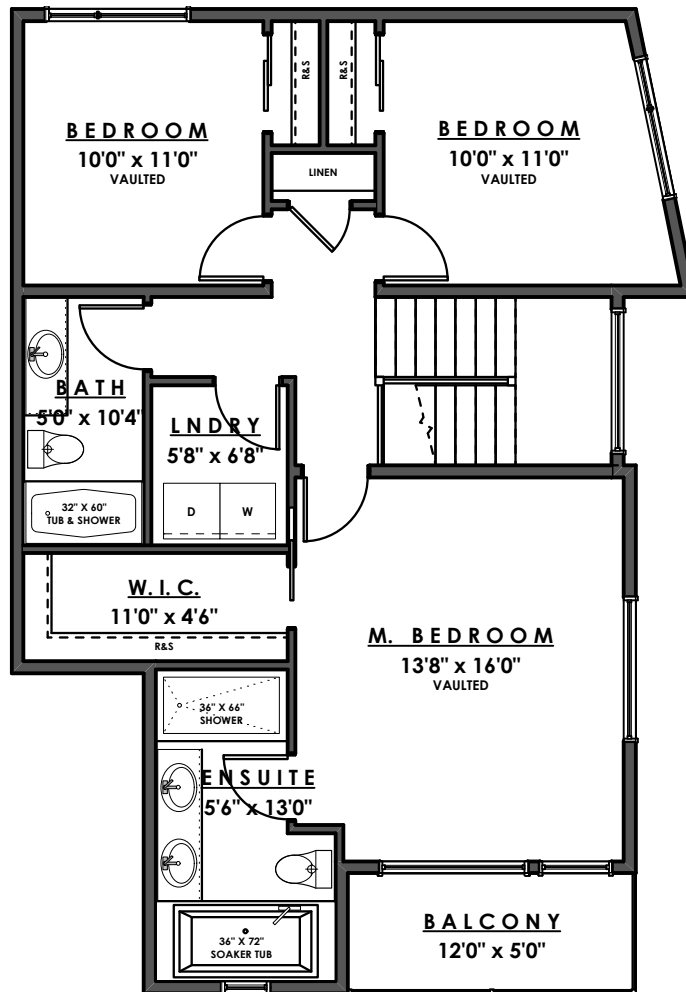 R&S
R&S
BEDROOM
10'0" x 11'0"
VAULTED
BEDROOM
10'0" x 11'0"
VAULTED
LINEN
BATH
5'0" x 10'4"
LNDRY
5'8" x 6'8"
D
W
32" X 60"
TUB & SHOWER
W. I. C.
11'0" x 4'6"
R&S
M. BEDROOM
13'8" x 16'0"
VAULTED
36" X 66"
SHOWER
ENSUITE
5'6" x 13'0"
BALCONY
12'0" x 5'0"
36" X 72"
SOAKER TUB